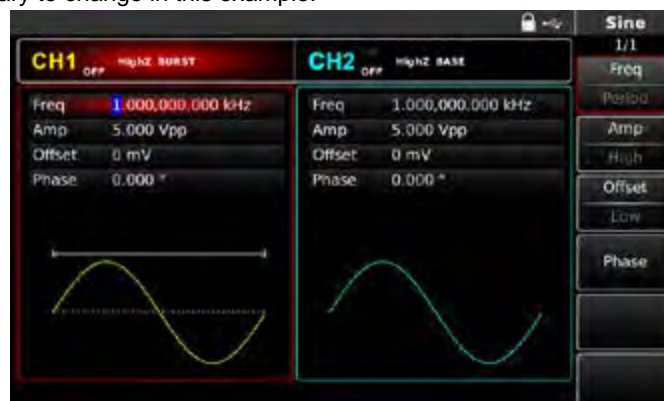 ary to change in this example.
Sine
1/1
CH1 OFF HighZ BURST
CH2 OFF HighZ BASE
Freq 1.000,000,000 kHz
Amp 5.000 Vpp
Offset 0 mV
Phase 0.000 °
Freq 1.000,000,000 kHz
Amp 5.000 Vpp
Offset 0 mV
Phase 0.000 °
Freq
Period
Amp
High
Offset
Low
Phase